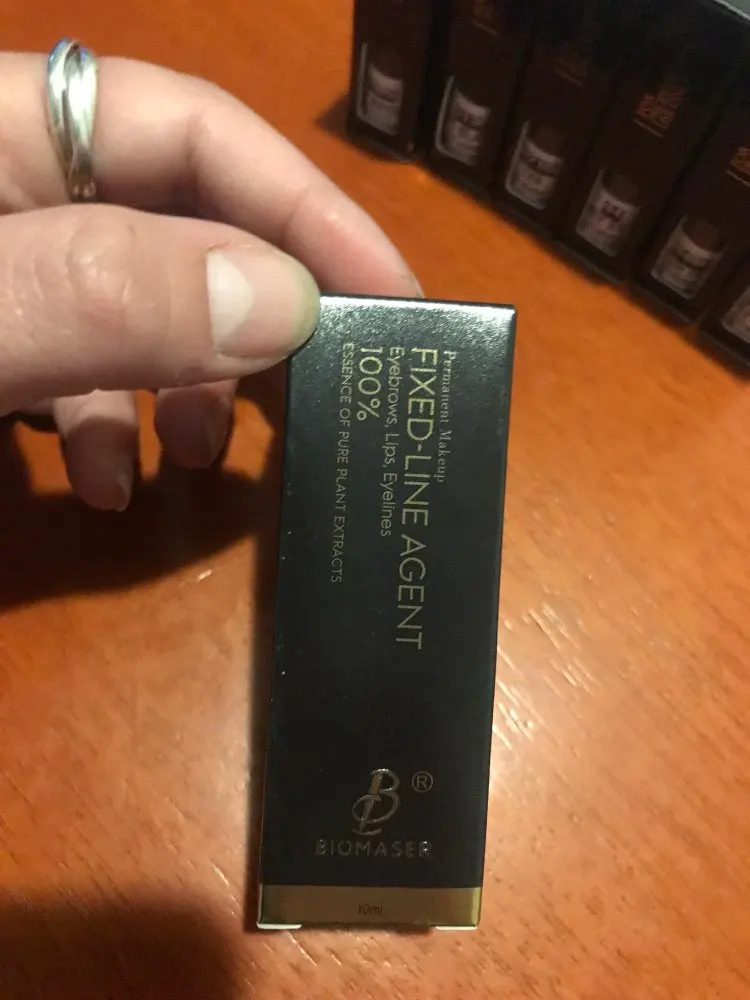 Permanent Makeup
FIXED-LINE AGENT
Eyebrows, Lips, Eyelines
100%
ESSENCE OF PURE PLANT EXTRACTS
B®
BIOMASER
10ml